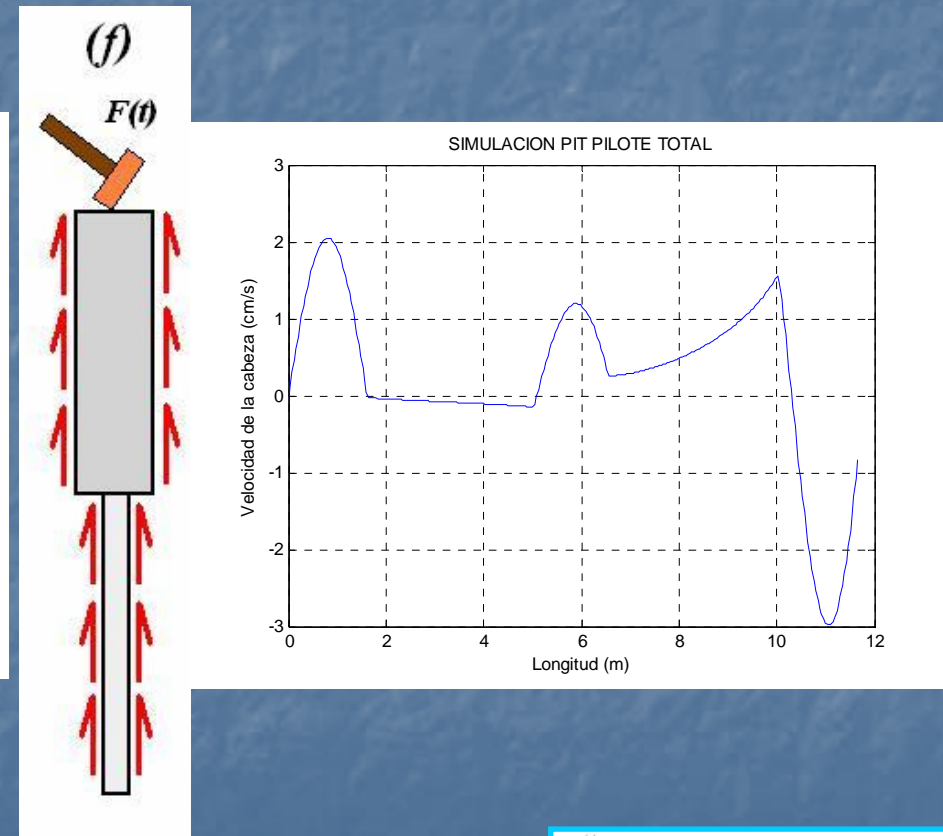 (f)
F(t)
SIMULACION PIT PILOTE TOTAL
3
2
1
0
-1
-2
-3
Velocidad de la cabeza (cm/s)
0 2 4 6 8 10 12
Longitud (m)